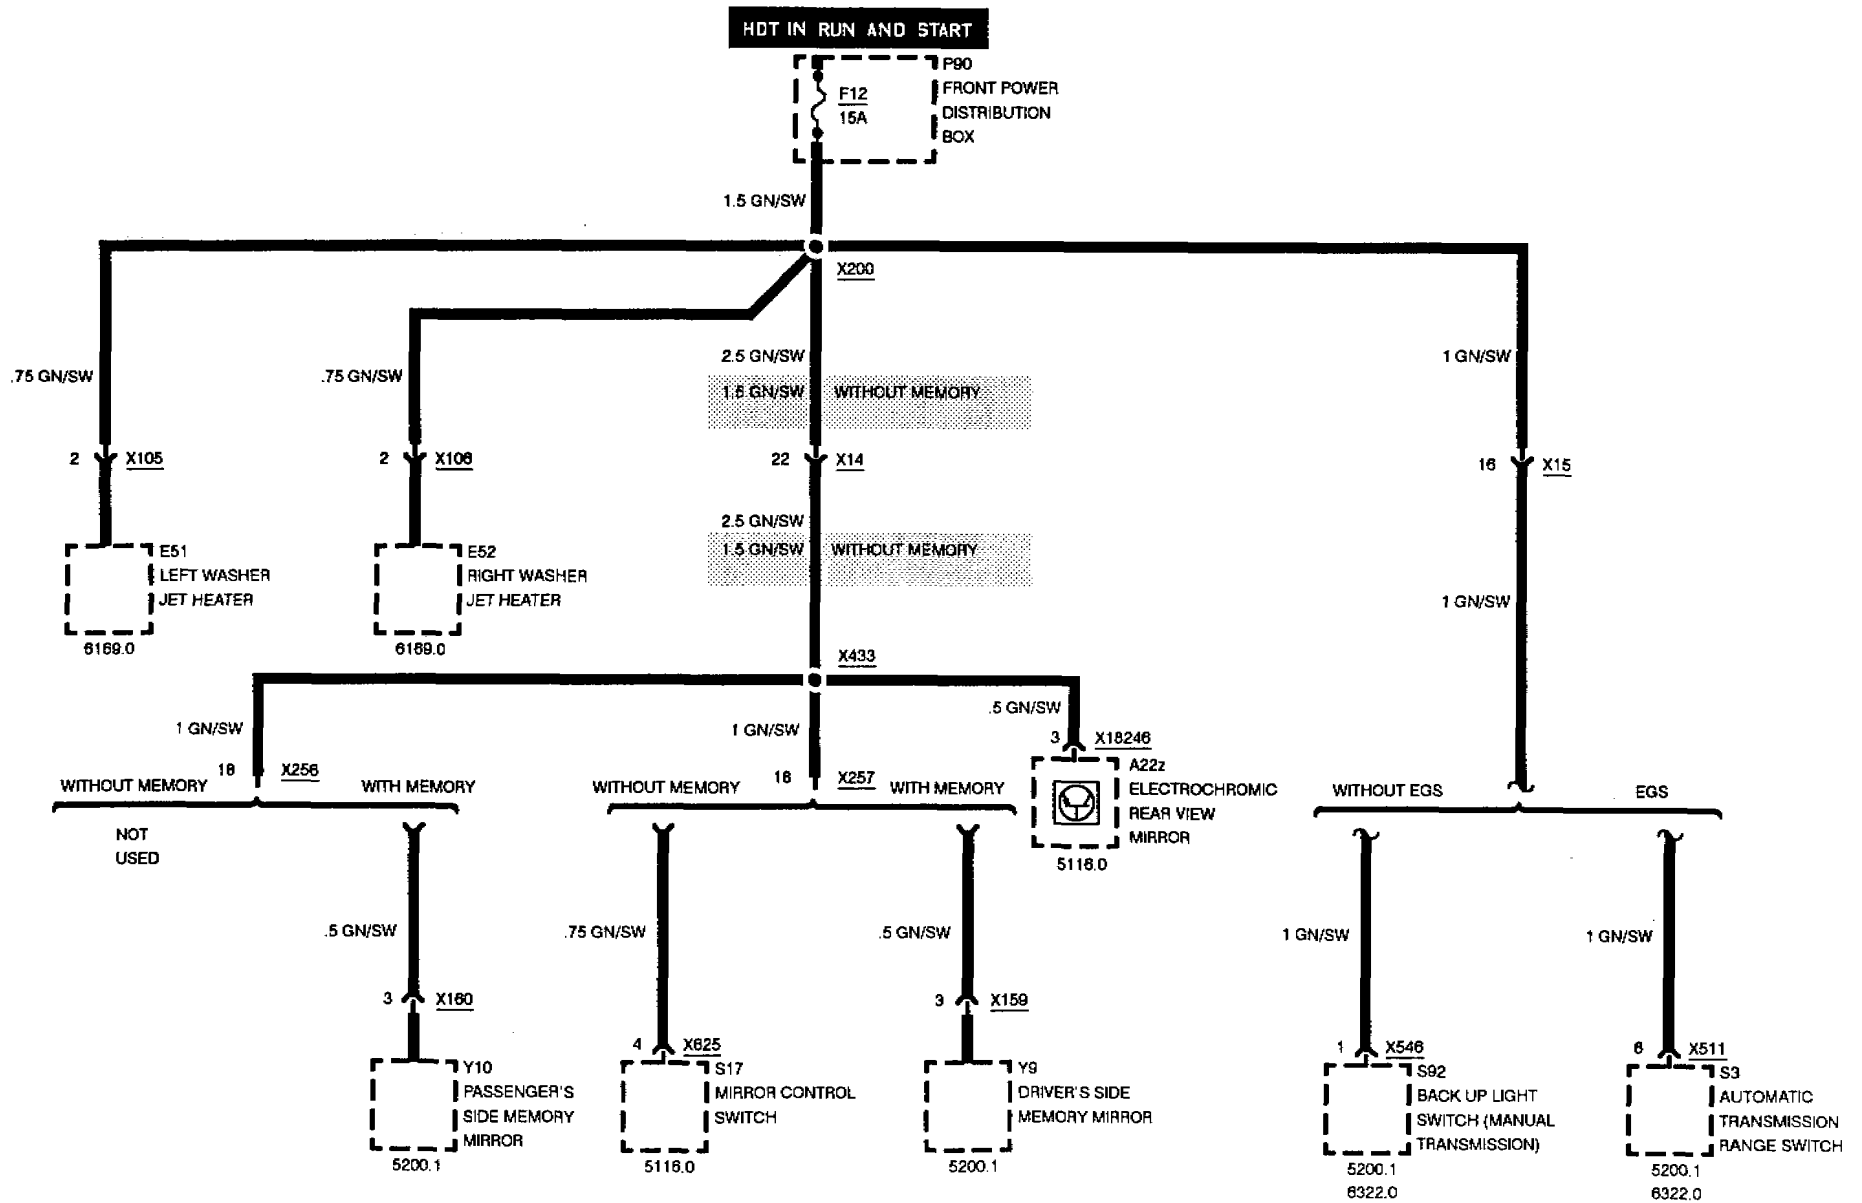 HOT IN RUN AND START
P90
FRONT POWER
DISTRIBUTION
BOX
F12
15A
1.5 GN/SW
X200
.75 GN/SW
.75 GN/SW
2.5 GN/SW
1.5 GN/SW WITHOUT MEMORY
1 GN/SW
2 X105
2 X106
22 X14
16 X15
2.5 GN/SW
1.5 GN/SW WITHOUT MEMORY
1 GN/SW
E51
LEFT WASHER
JET HEATER
6169.0
E52
RIGHT WASHER
JET HEATER
6169.0
X433
1 GN/SW
1 GN/SW
.5 GN/SW
18 X256
WITHOUT MEMORY
WITH MEMORY
NOT
USED
18 X257
WITHOUT MEMORY
WITH MEMORY
3 X18246
A22z
ELECTROCHROMIC
REAR VIEW
MIRROR
5116.0
WITHOUT EGS
EGS
.5 GN/SW
.75 GN/SW
.5 GN/SW
1 GN/SW
1 GN/SW
3 X160
4 X625
3 X159
1 X546
6 X511
Y10
PASSENGER'S
SIDE MEMORY
MIRROR
5200.1
S17
MIRROR CONTROL
SWITCH
5116.0
Y9
DRIVER'S SIDE
MEMORY MIRROR
5200.1
S92
BACK UP LIGHT
SWITCH (MANUAL
TRANSMISSION)
5200.1
6322.0
S3
AUTOMATIC
TRANSMISSION
RANGE SWITCH
5200.1
6322.0